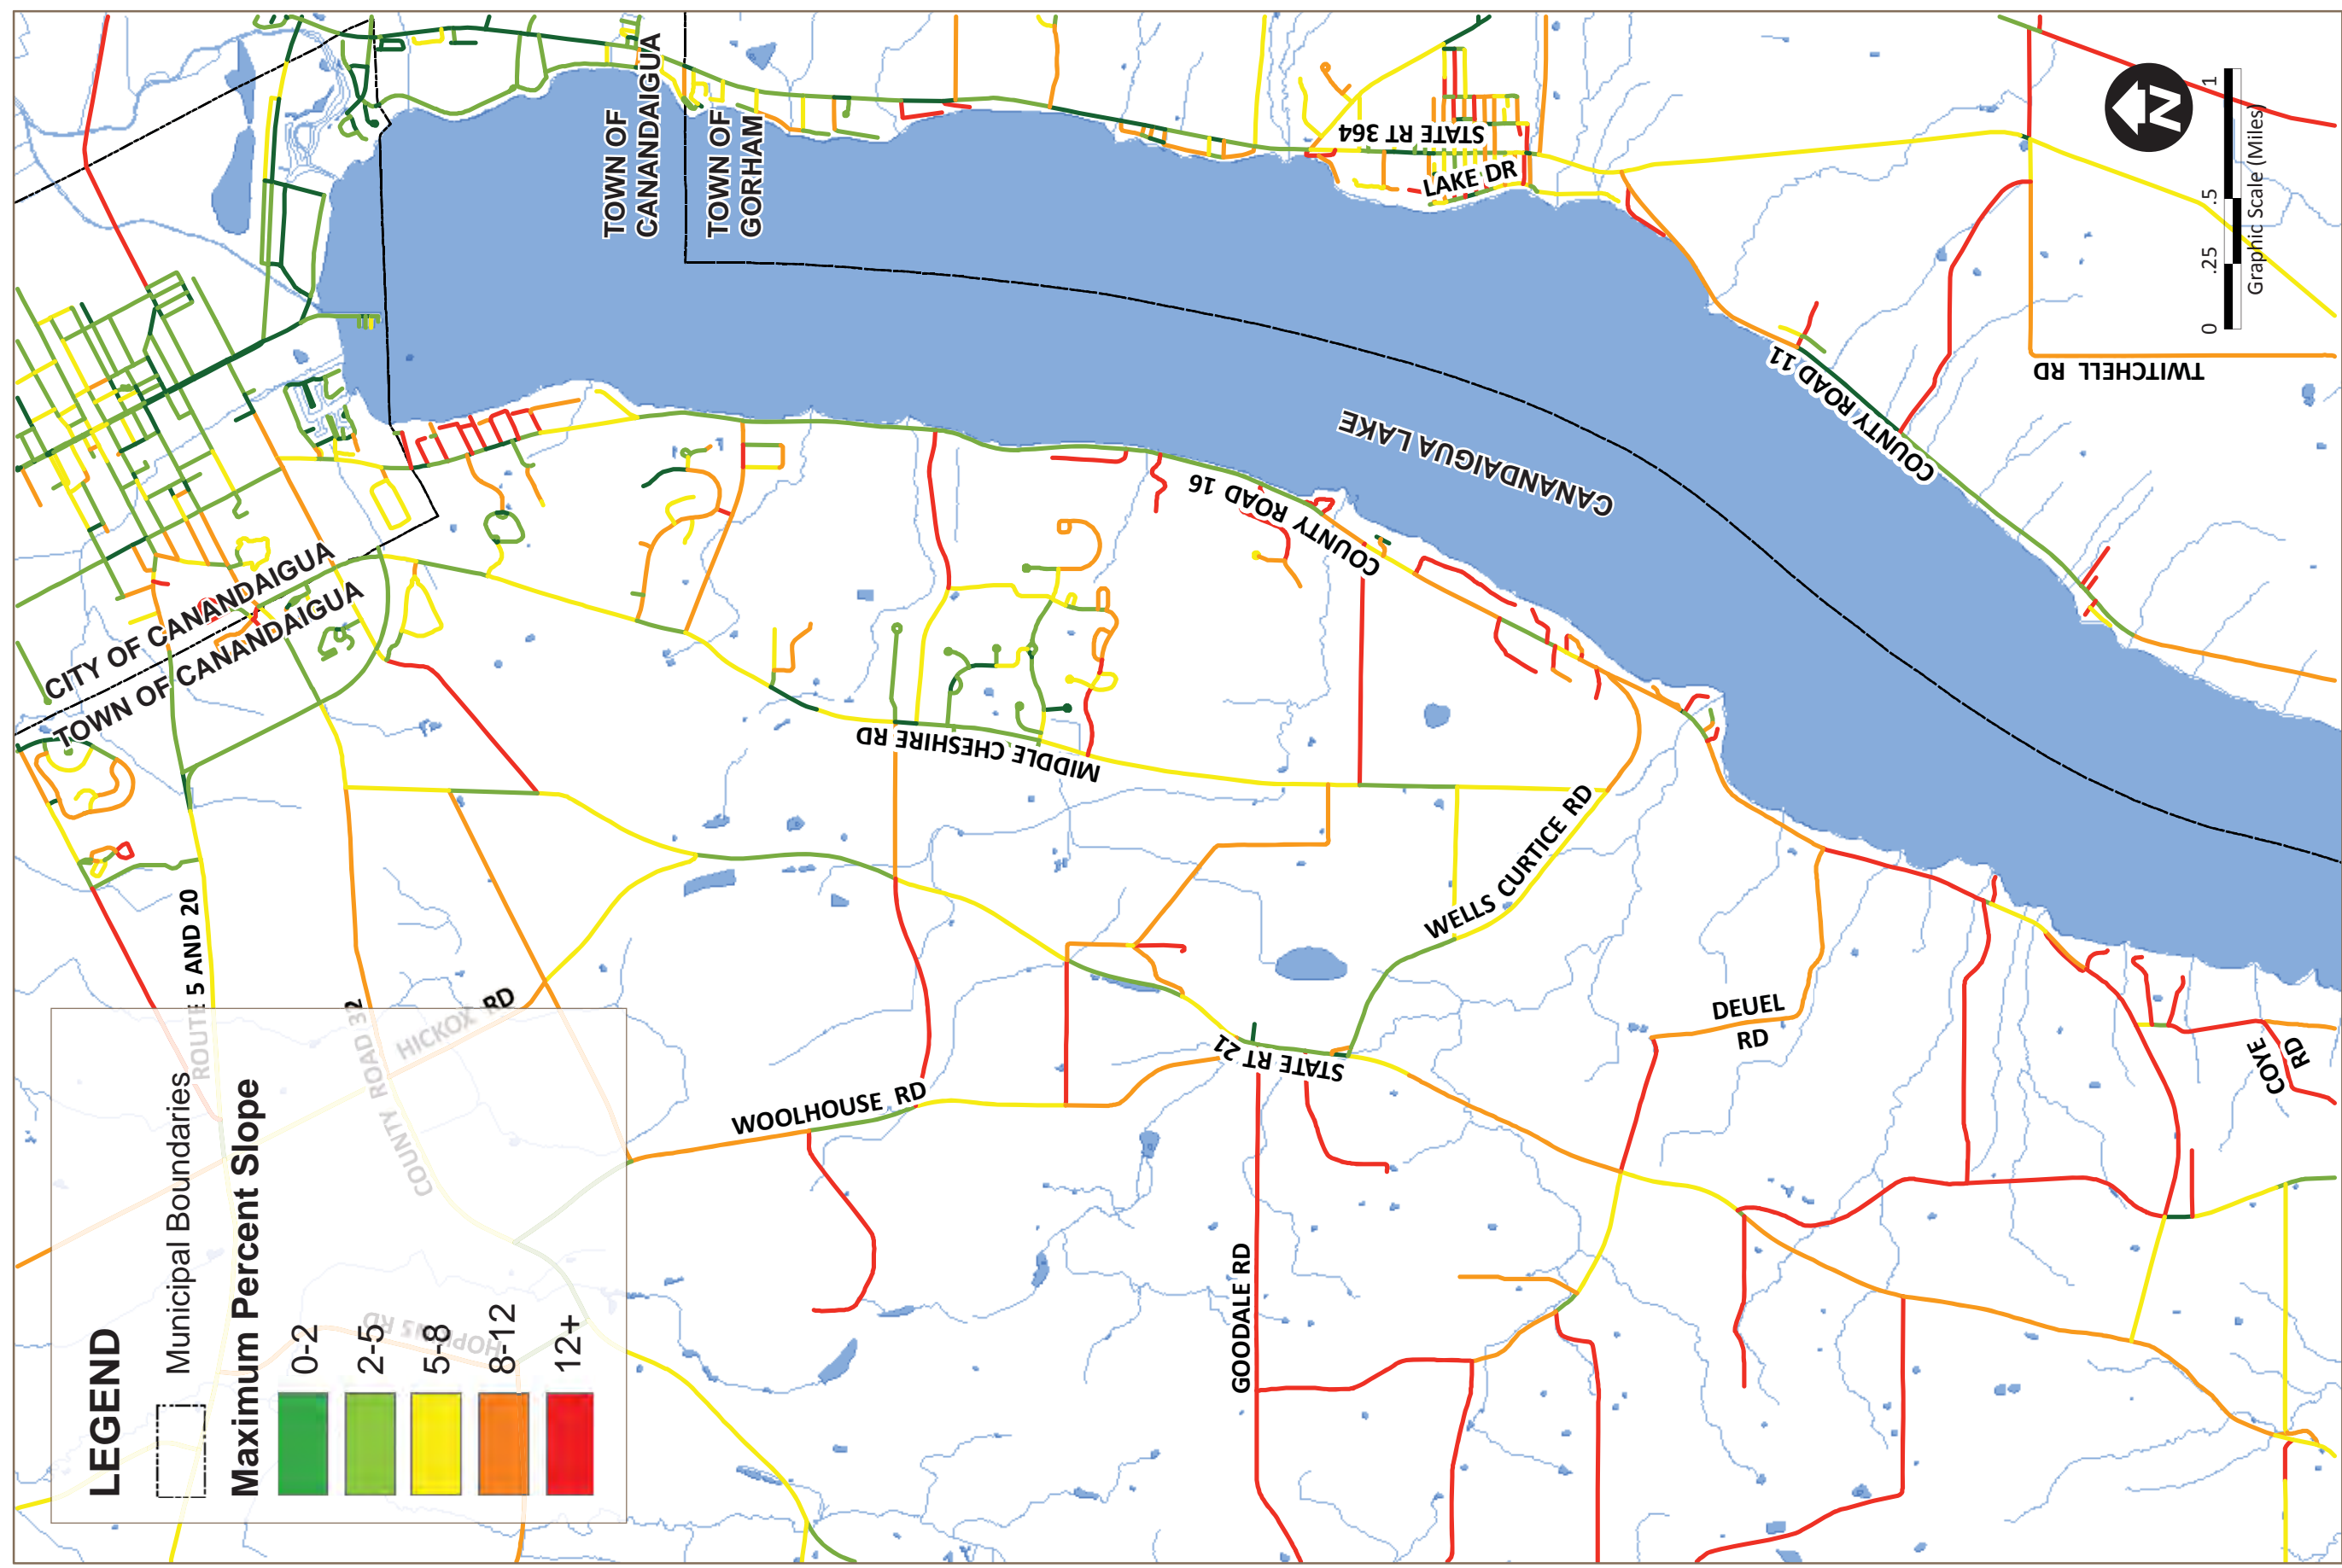 LEGEND
Municipal Boundaries
Maximum Percent Slope
0-2
2-5
5-8
8-12
12+
CITY OF CANANDAIGUA
TOWN OF CANANDAIGUA
TOWN OF
CANANDAIGUA
TOWN OF
GORHAM
STATE RT 364
LAKE DR
CANANDAIGUA LAKE
COUNTY ROAD 16
COUNTY ROAD 11
TWITCHELL RD
N
0 .25 .5 1
Graphic Scale (Miles)
MIDDLE CHESHIRE RD
WELLS CURTICE RD
ROUTE 5 AND 20
COUNTY ROAD 32
HICKOX RD
HOPKINS RD
WOOLHOUSE RD
STATE RT 21
GOODALE RD
DEUEL
RD
COYE
RD